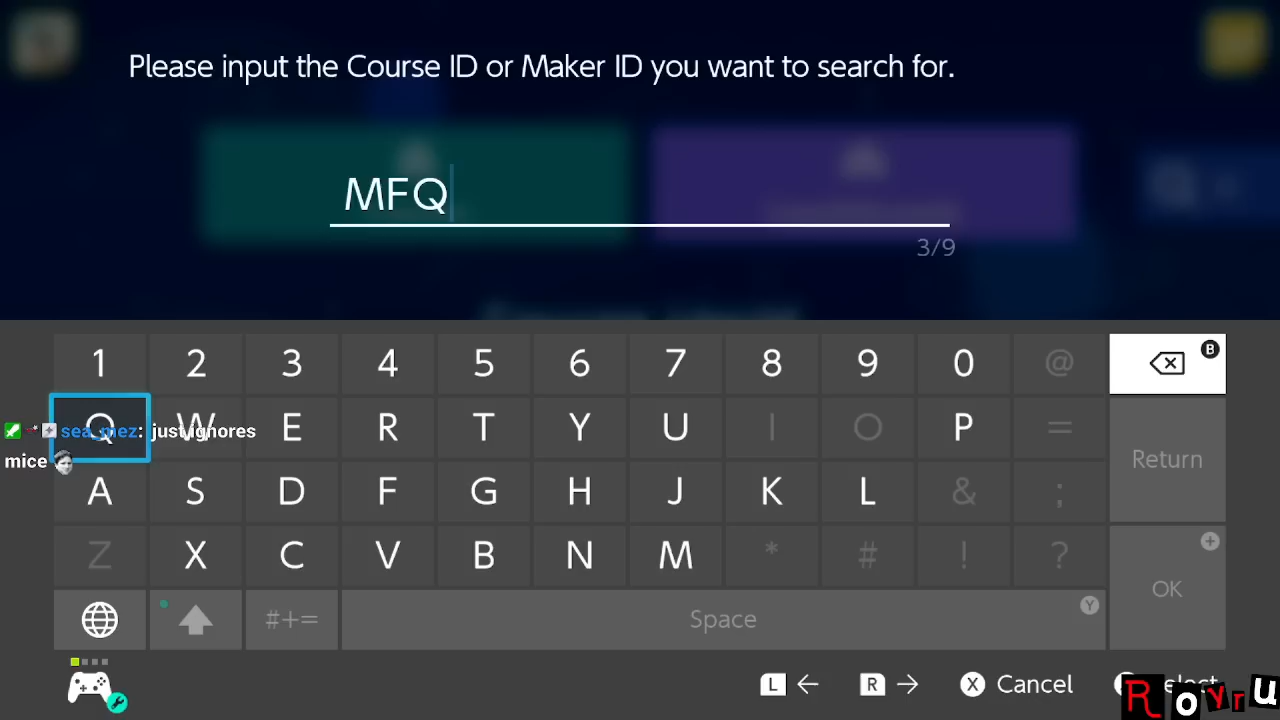 Please input the Course ID or Maker ID you want to search for.
MFQ
3/9
1 2 3 4 5 6 7 8 9 0 @ B
Q W E R T Y U I O P =
sea_mez: just ignores
mice
Return
A S D F G H J K L & ;
Z X C V B N M * # ! ? +
OK
#+= Space Y
L ← R → X Cancel
Royru